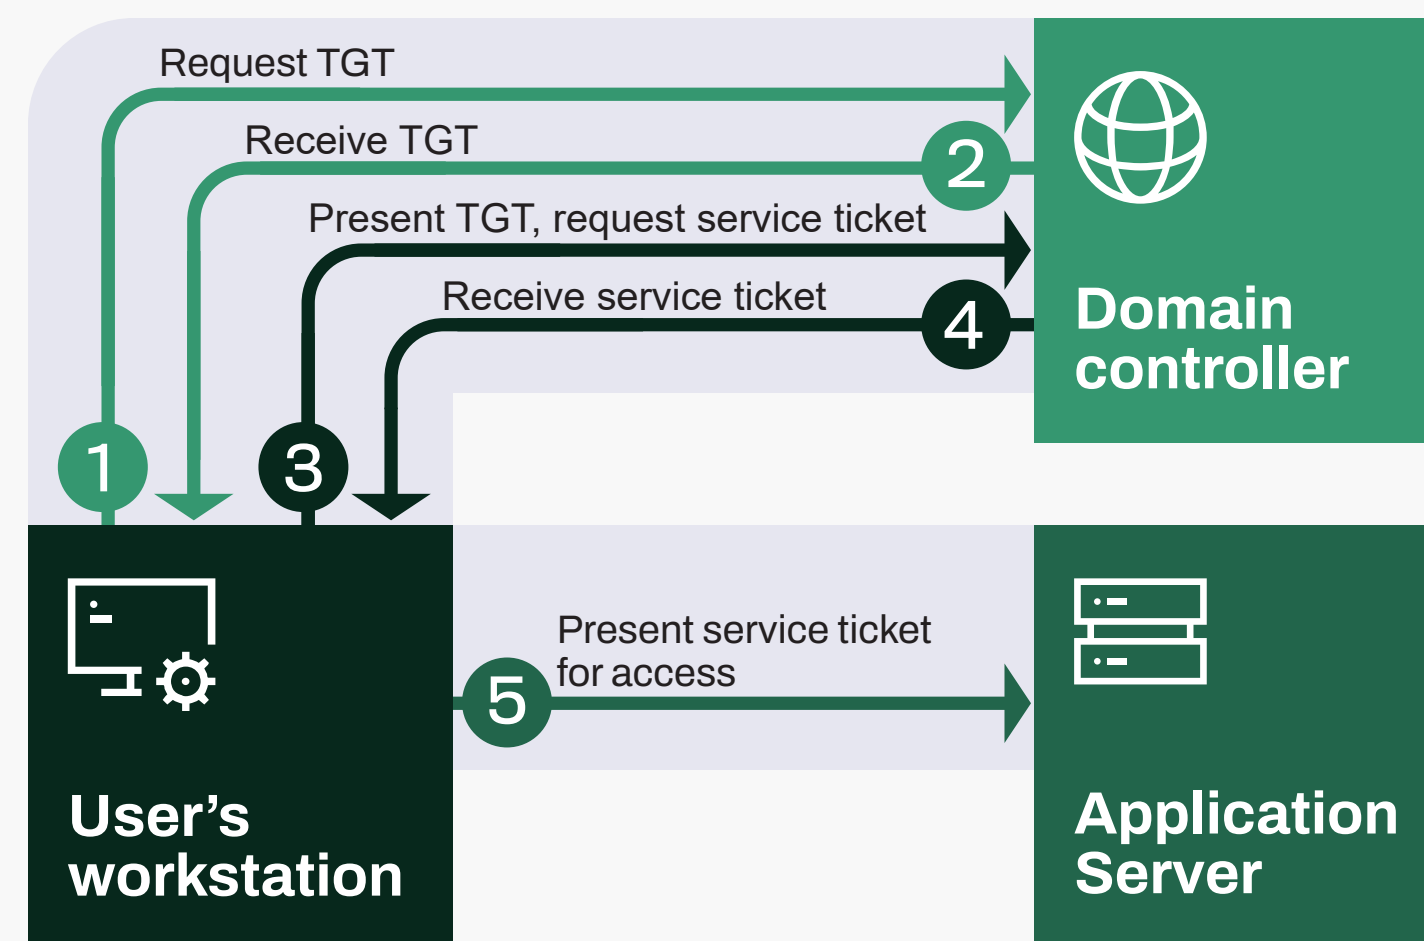 Request TGT
Receive TGT
2
Present TGT, request service ticket
Receive service ticket
4
Domain
controller
1
3
Present service ticket
for access
5
User's
workstation
Application
Server